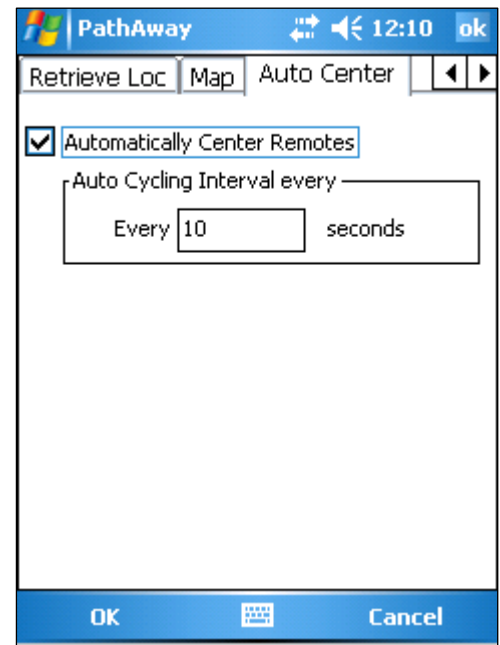 PathAway 12:10 ok
Retrieve Loc Map Auto Center
Automatically Center Remotes
Auto Cycling Interval every
Every 10 seconds
OK Cancel